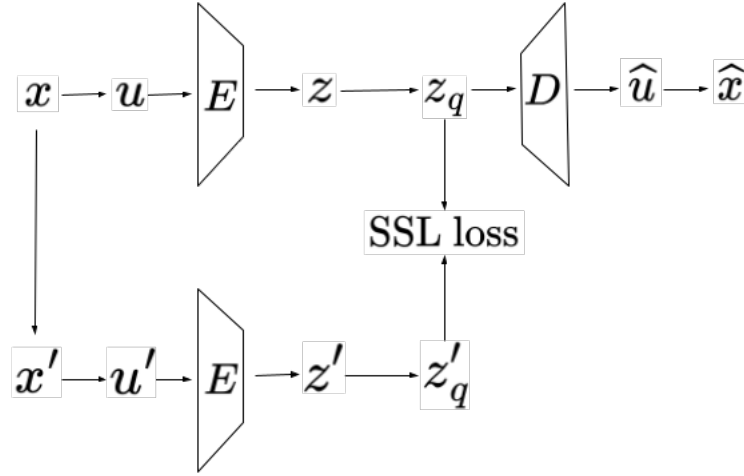 x u E z z_q D û x̂
SSL loss
x′ u′ E z′ z′_q